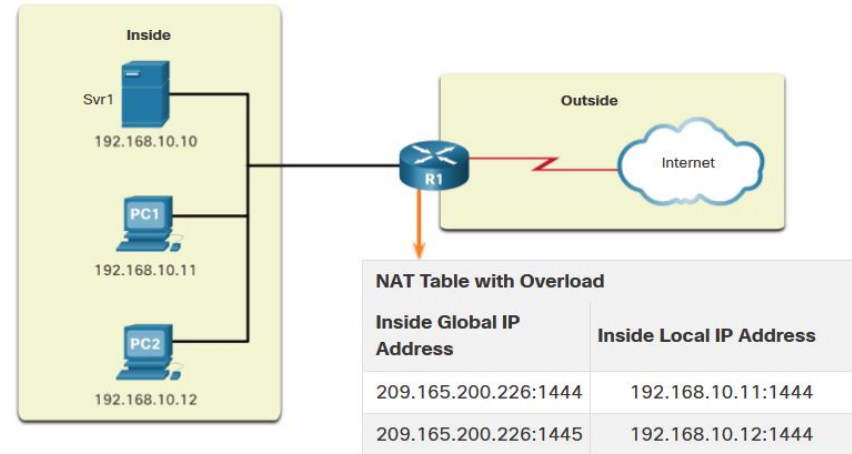 Inside
Svr1
192.168.10.10
PC1
192.168.10.11
PC2
192.168.10.12
R1
Outside
Internet
NAT Table with Overload
Inside Global IP
Address
Inside Local IP Address
209.165.200.226:1444 192.168.10.11:1444
209.165.200.226:1445 192.168.10.12:1444